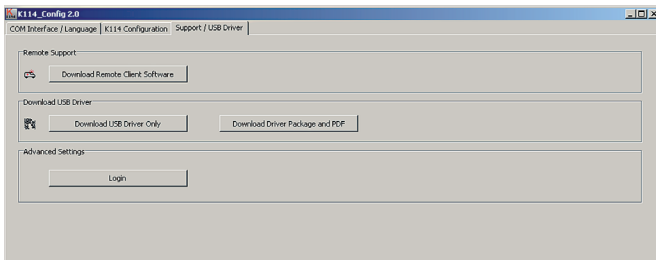 K114_Config 2.0
COM Interface / Language K114 Configuration Support / USB Driver
Remote Support
Download Remote Client Software
Download USB Driver
Download USB Driver Only Download Driver Package and PDF
Advanced Settings
Login